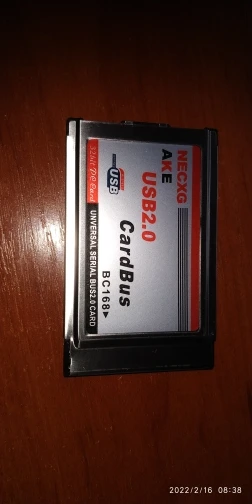 NECXG
AKE
USB2.0
CardBus
BC168
USB
32bit PC Card
UNIVERSAL SERIAL BUS2.0 CARD
2022/2/16 08:38